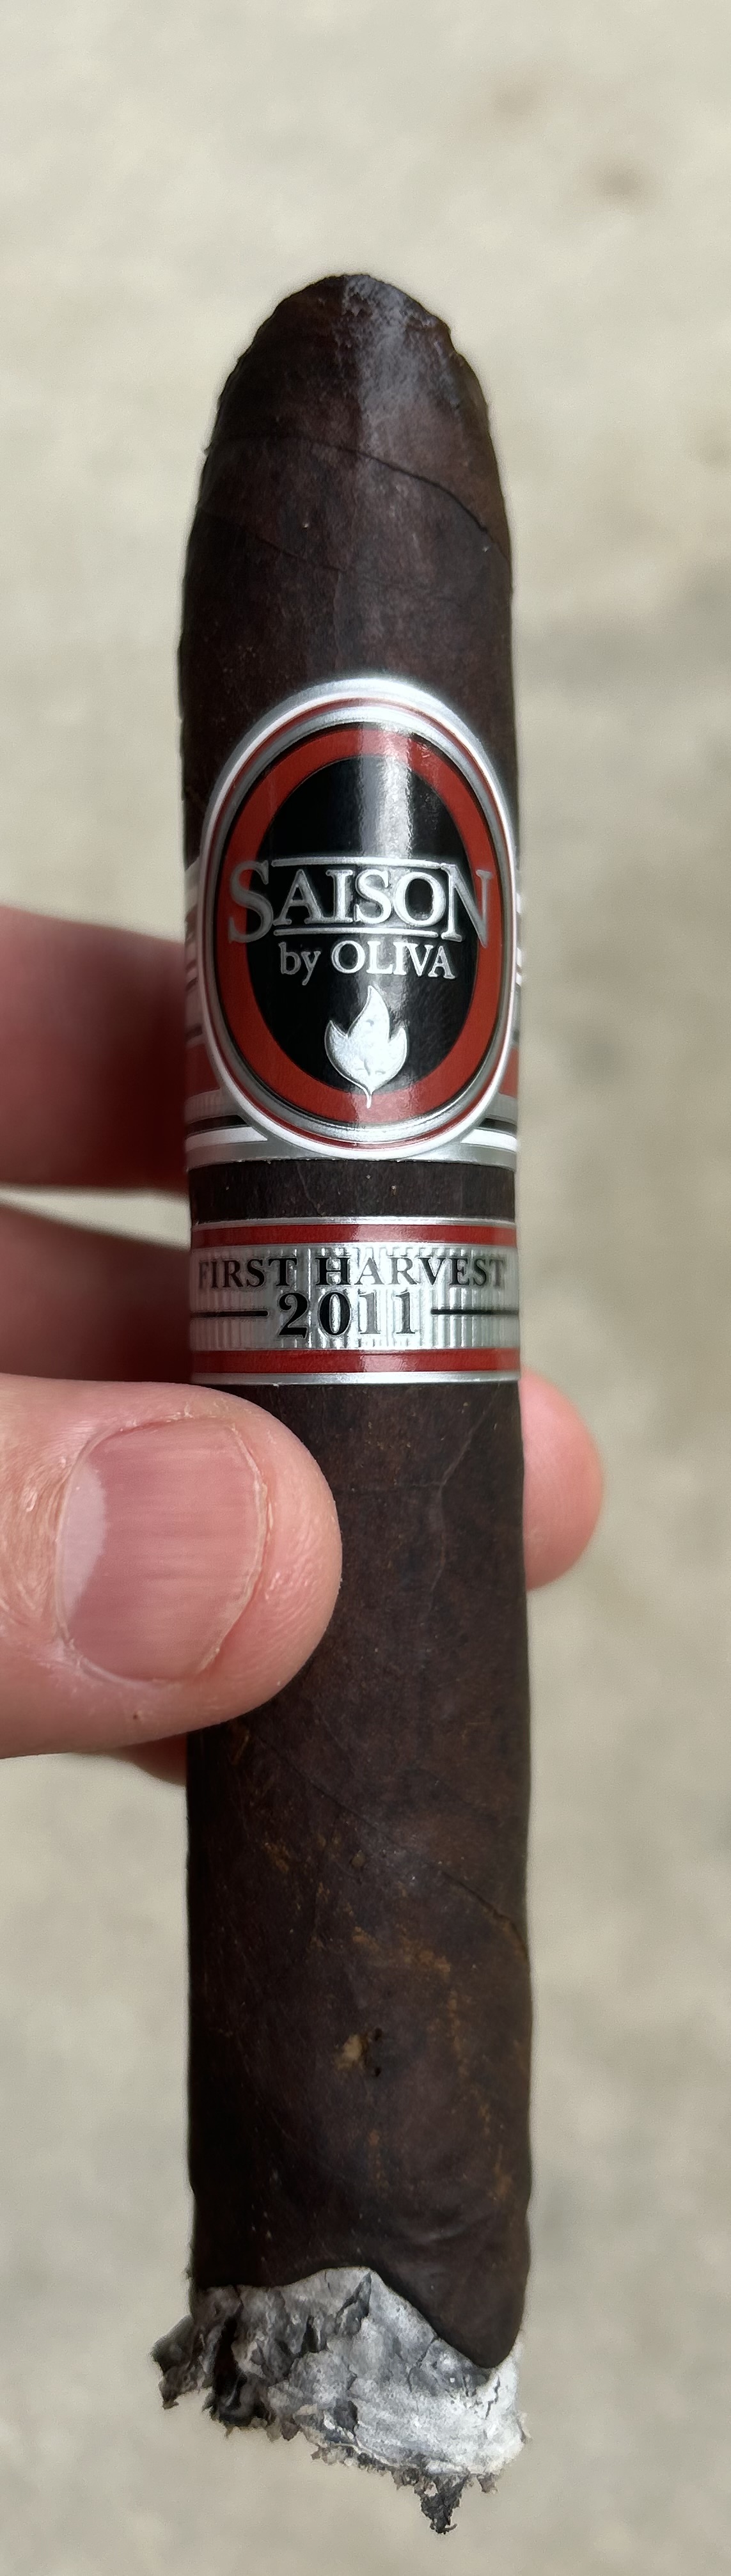 SAISON
by OLIVA
FIRST HARVEST
2011